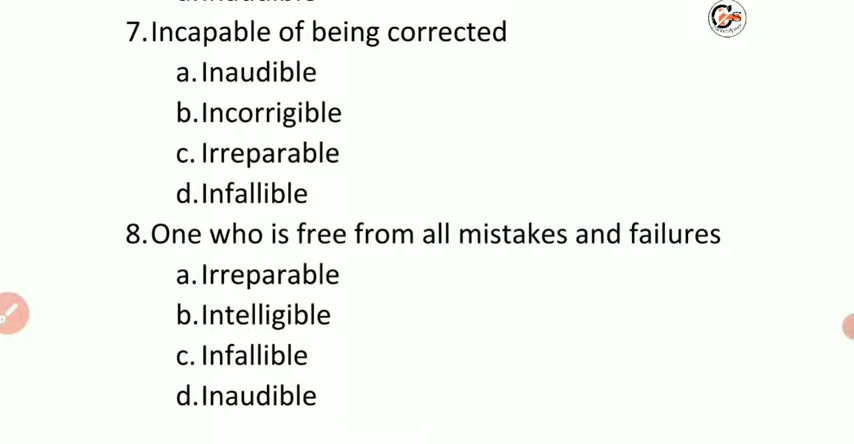 7.Incapable of being corrected
a.Inaudible
b.Incorrigible
c. Irreparable
d.Infallible
8.One who is free from all mistakes and failures
a.Irreparable
b.Intelligible
c. Infallible
d.Inaudible